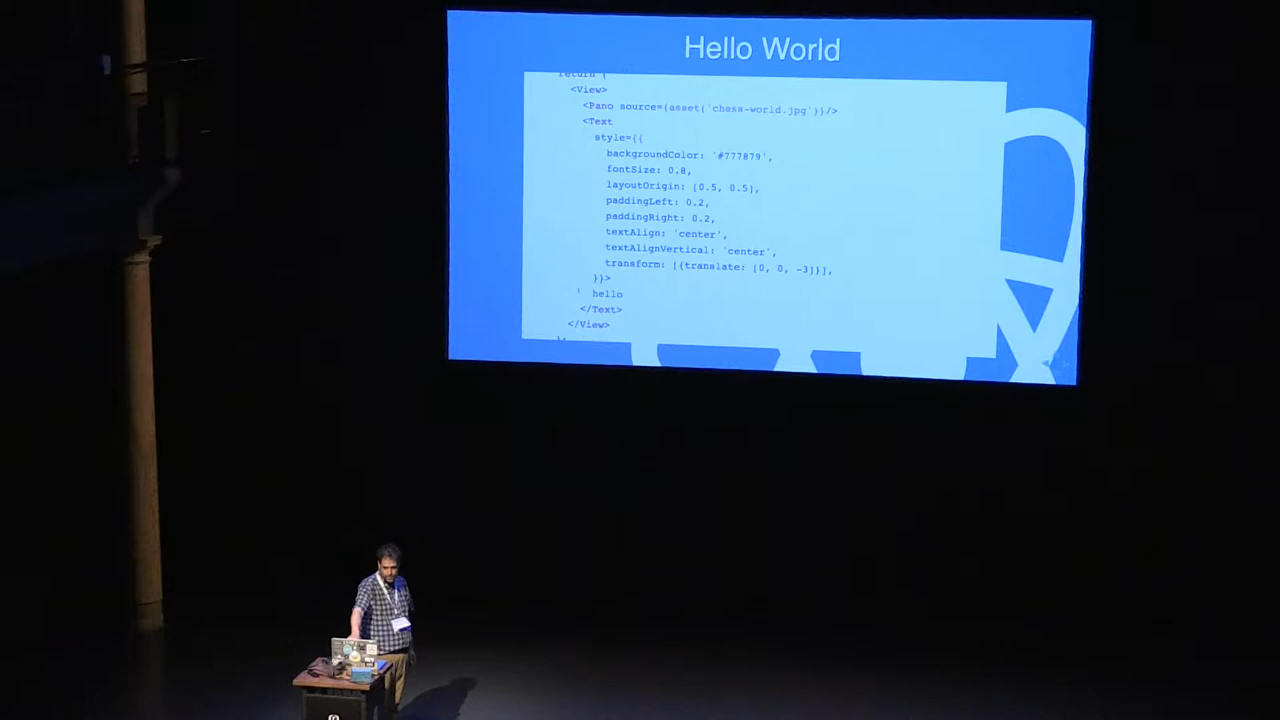 Hello World
return (
<View>
<Pano source={asset('chess-world.jpg')}/>
<Text
style={{
backgroundColor: '#777879',
fontSize: 0.8,
layoutOrigin: [0.5, 0.5],
paddingLeft: 0.2,
paddingRight: 0.2,
textAlign: 'center',
textAlignVertical: 'center',
transform: [{translate: [0, 0, -3]}],
}}>
hello
</Text>
</View>
);